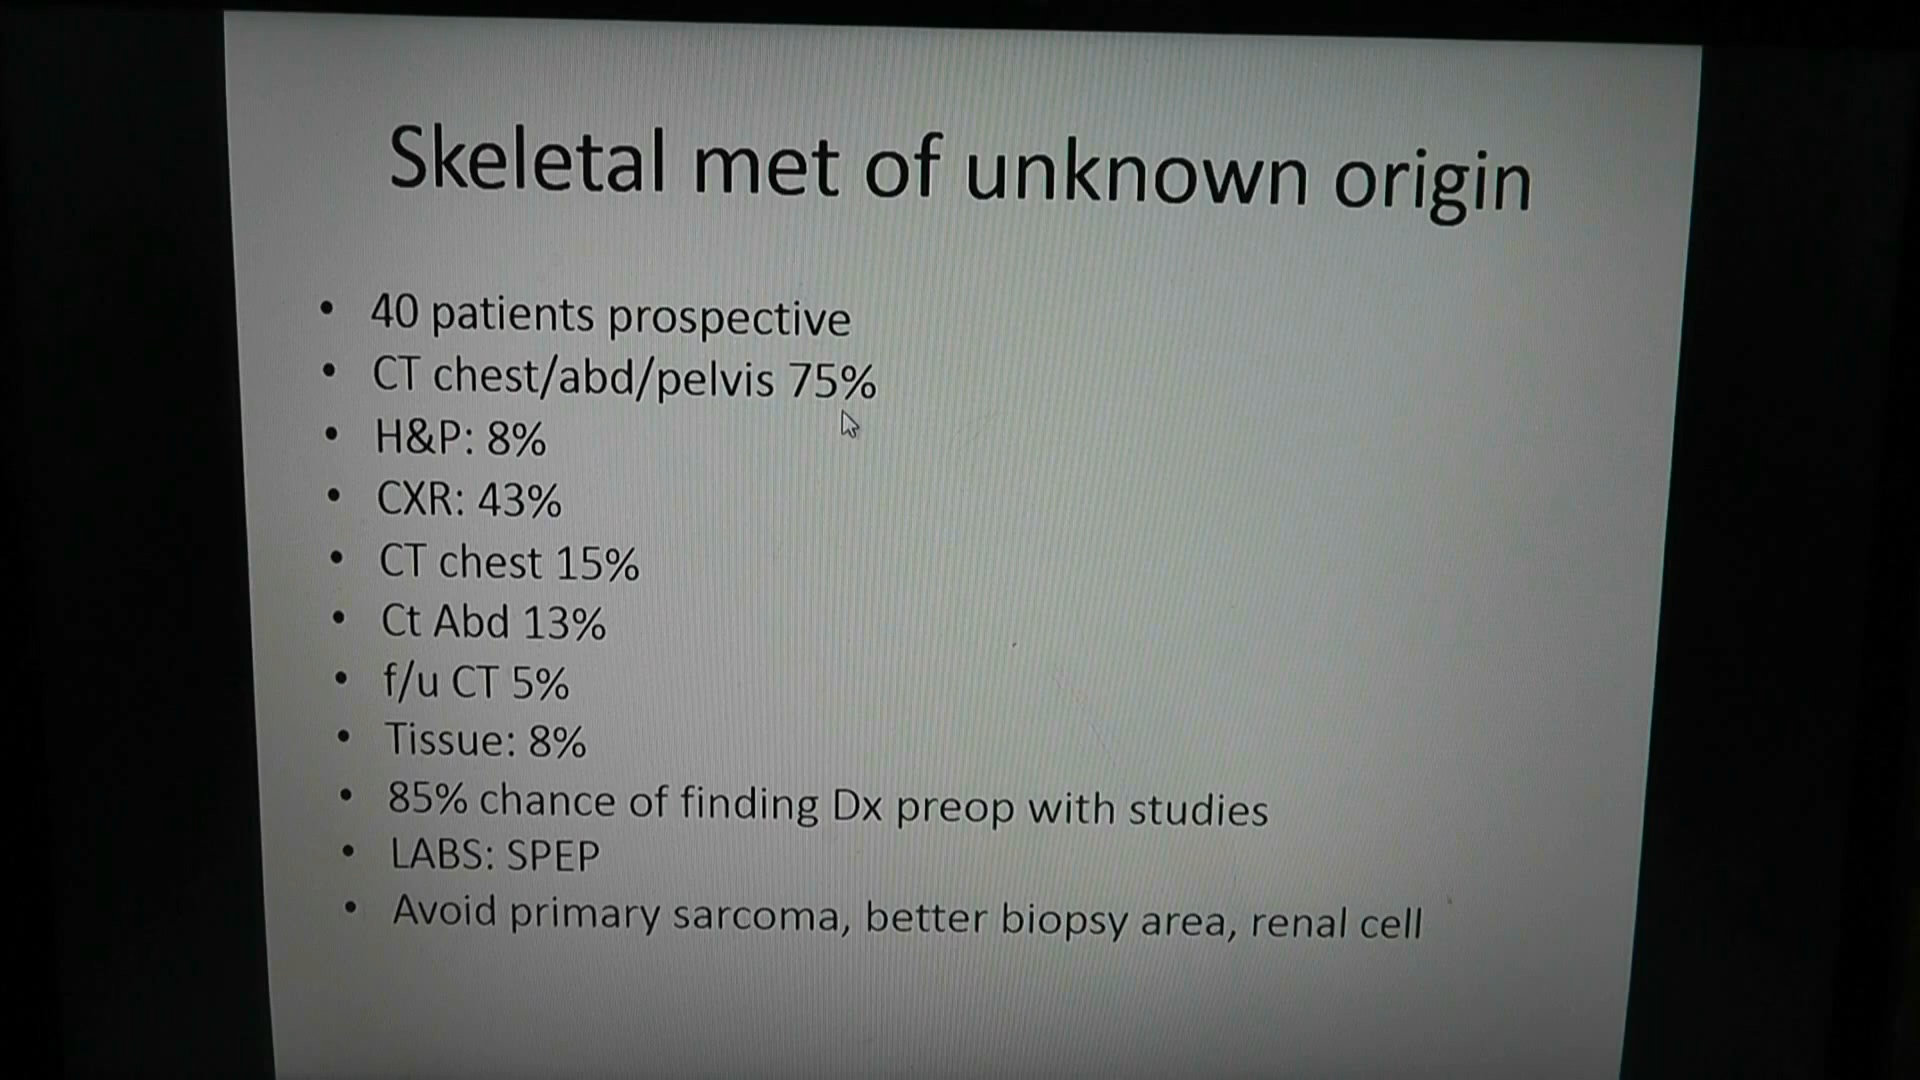 Skeletal met of unknown origin
• 40 patients prospective
• CT chest/abd/pelvis 75%
• H&P: 8%
• CXR: 43%
• CT chest 15%
• Ct Abd 13%
• f/u CT 5%
• Tissue: 8%
• 85% chance of finding Dx preop with studies
• LABS: SPEP
• Avoid primary sarcoma, better biopsy area, renal cell